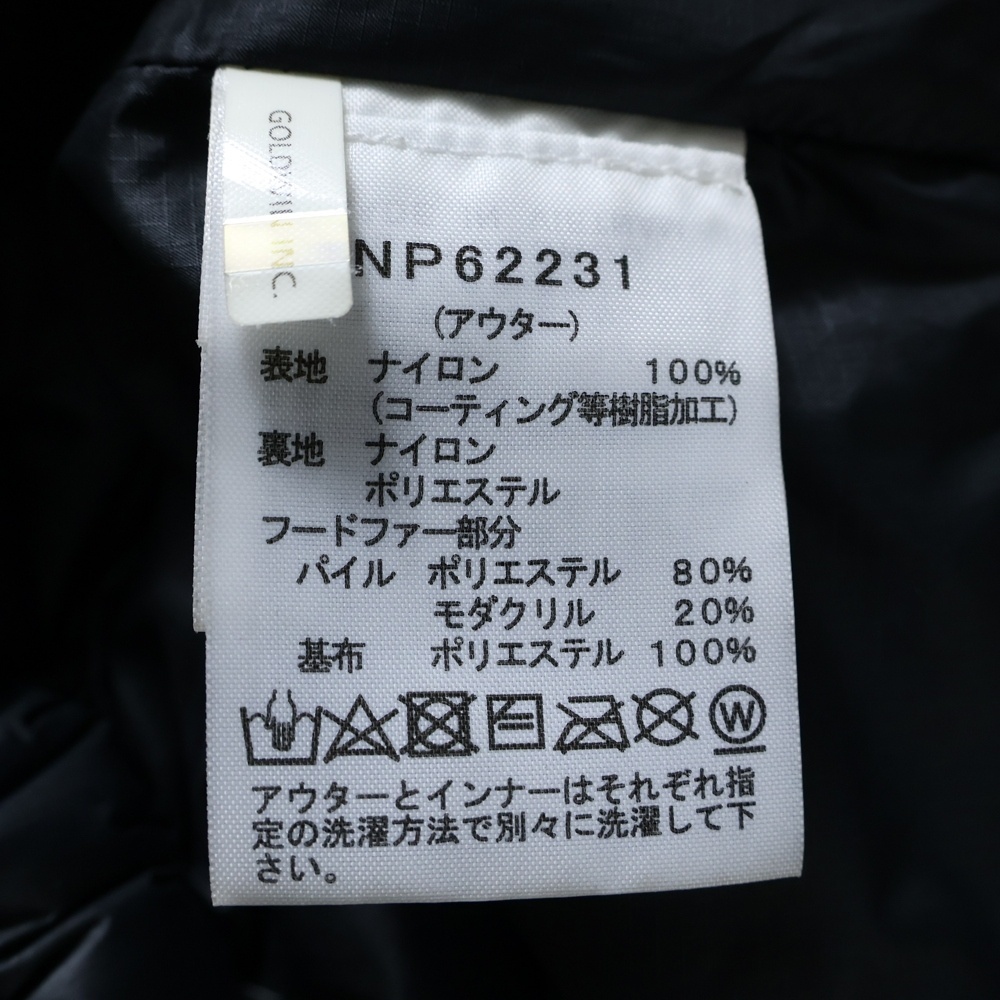 GOLDWIN INC.
NP62231
(アウター)
表地 ナイロン 100%
(コーティング等樹脂加工)
裏地 ナイロン
ポリエステル
フードファー部分
パイル ポリエステル 80%
モダクリル 20%
基布 ポリエステル 100%
W
アウターとインナーはそれぞれ指
定の洗濯方法で別々に洗濯して下
さい。